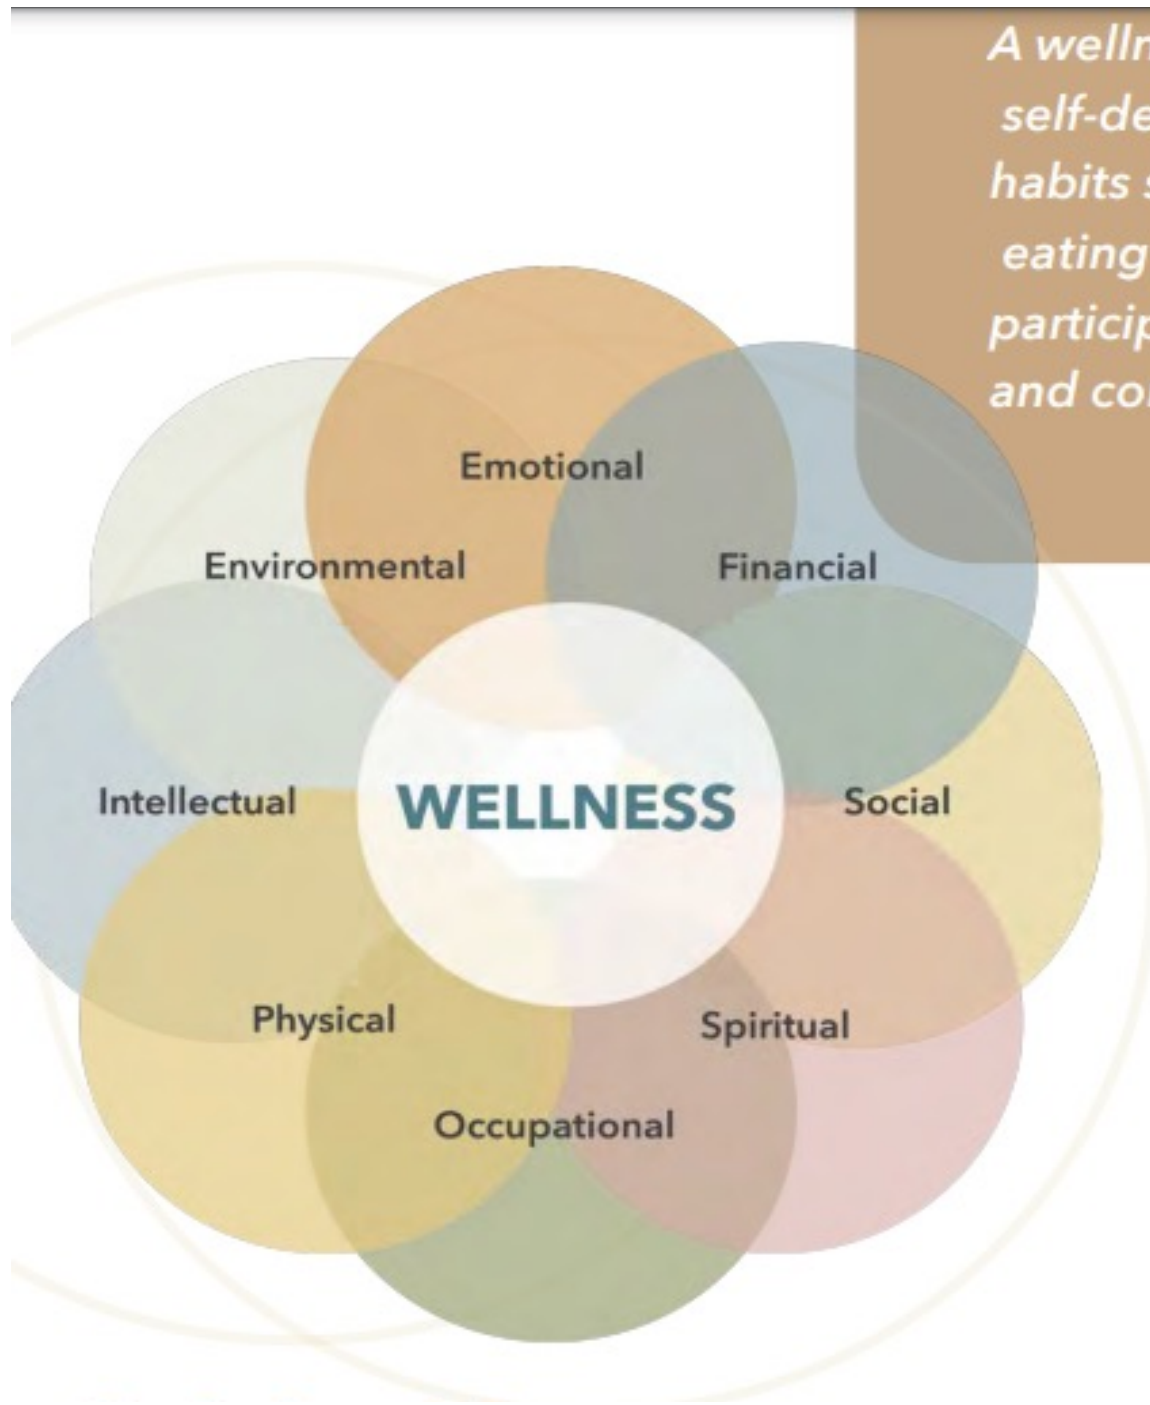 A welln
self-de
habits s
eating
particip
and co
Emotional
Environmental
Financial
Intellectual
WELLNESS
Social
Physical
Spiritual
Occupational